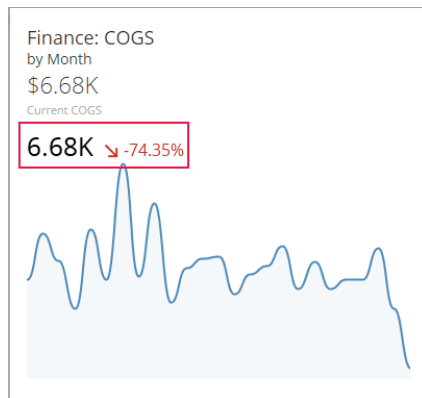 Finance: COGS
by Month
$6.68K
Current COGS
6.68K ↘ -74.35%